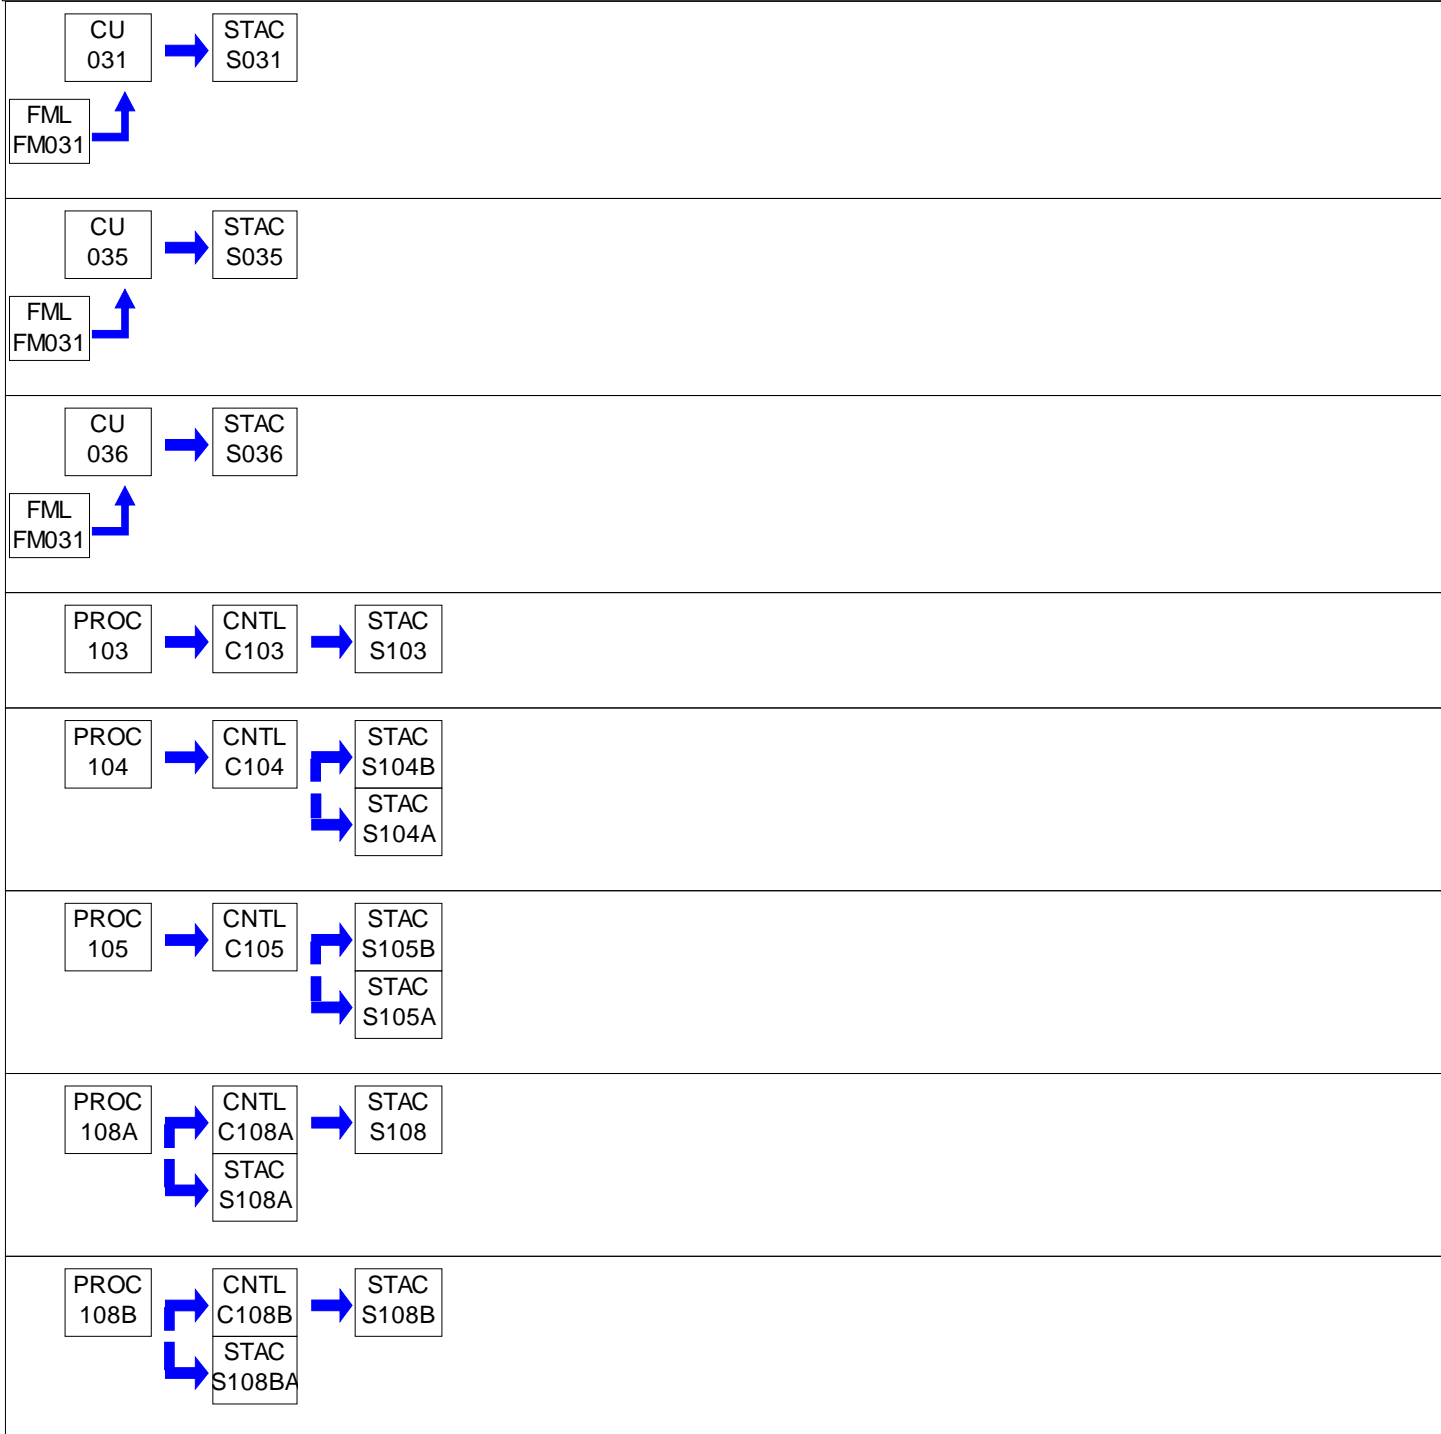 CU
031
STAC
S031
FML
FM031
CU
035
STAC
S035
FML
FM031
CU
036
STAC
S036
FML
FM031
PROC
103
CNTL
C103
STAC
S103
PROC
104
CNTL
C104
STAC
S104B
STAC
S104A
PROC
105
CNTL
C105
STAC
S105B
STAC
S105A
PROC
108A
CNTL
C108A
STAC
S108
STAC
S108A
PROC
108B
CNTL
C108B
STAC
S108B
STAC
S108BA